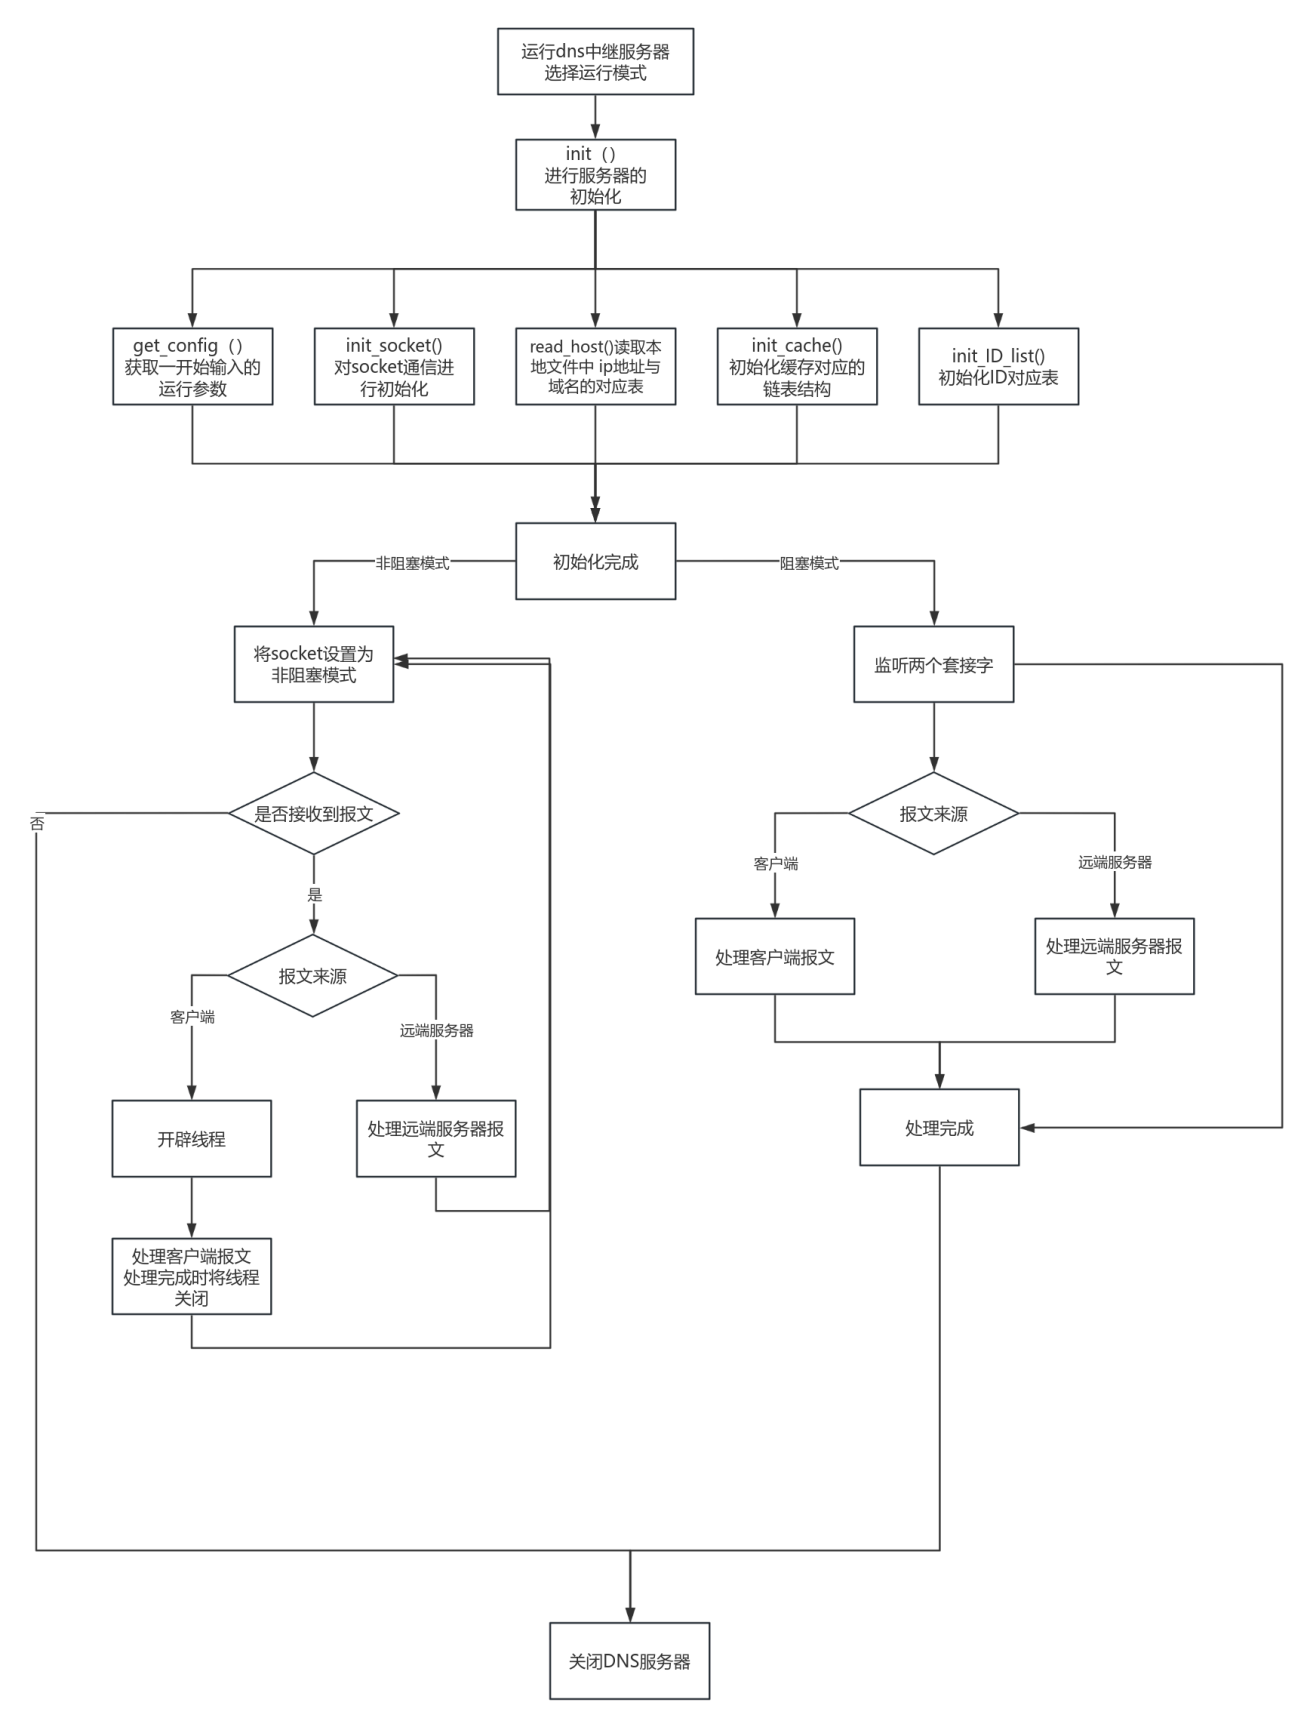 运行dns中继服务器
选择运行模式
init（）
进行服务器的
初始化
get_config（）
获取一开始输入的
运行参数
init_socket()
对socket通信进
行初始化
read_host()读取本
地文件中 ip地址与
域名的对应表
init_cache()
初始化缓存对应的
链表结构
init_ID_list()
初始化ID对应表
非阻塞模式
初始化完成
阻塞模式
将socket设置为
非阻塞模式
监听两个套接字
否
是否接收到报文
报文来源
客户端
远端服务器
是
处理客户端报文
处理远端服务器报
文
报文来源
客户端
远端服务器
开辟线程
处理远端服务器报
文
处理完成
处理客户端报文
处理完成时将线程
关闭
关闭DNS服务器